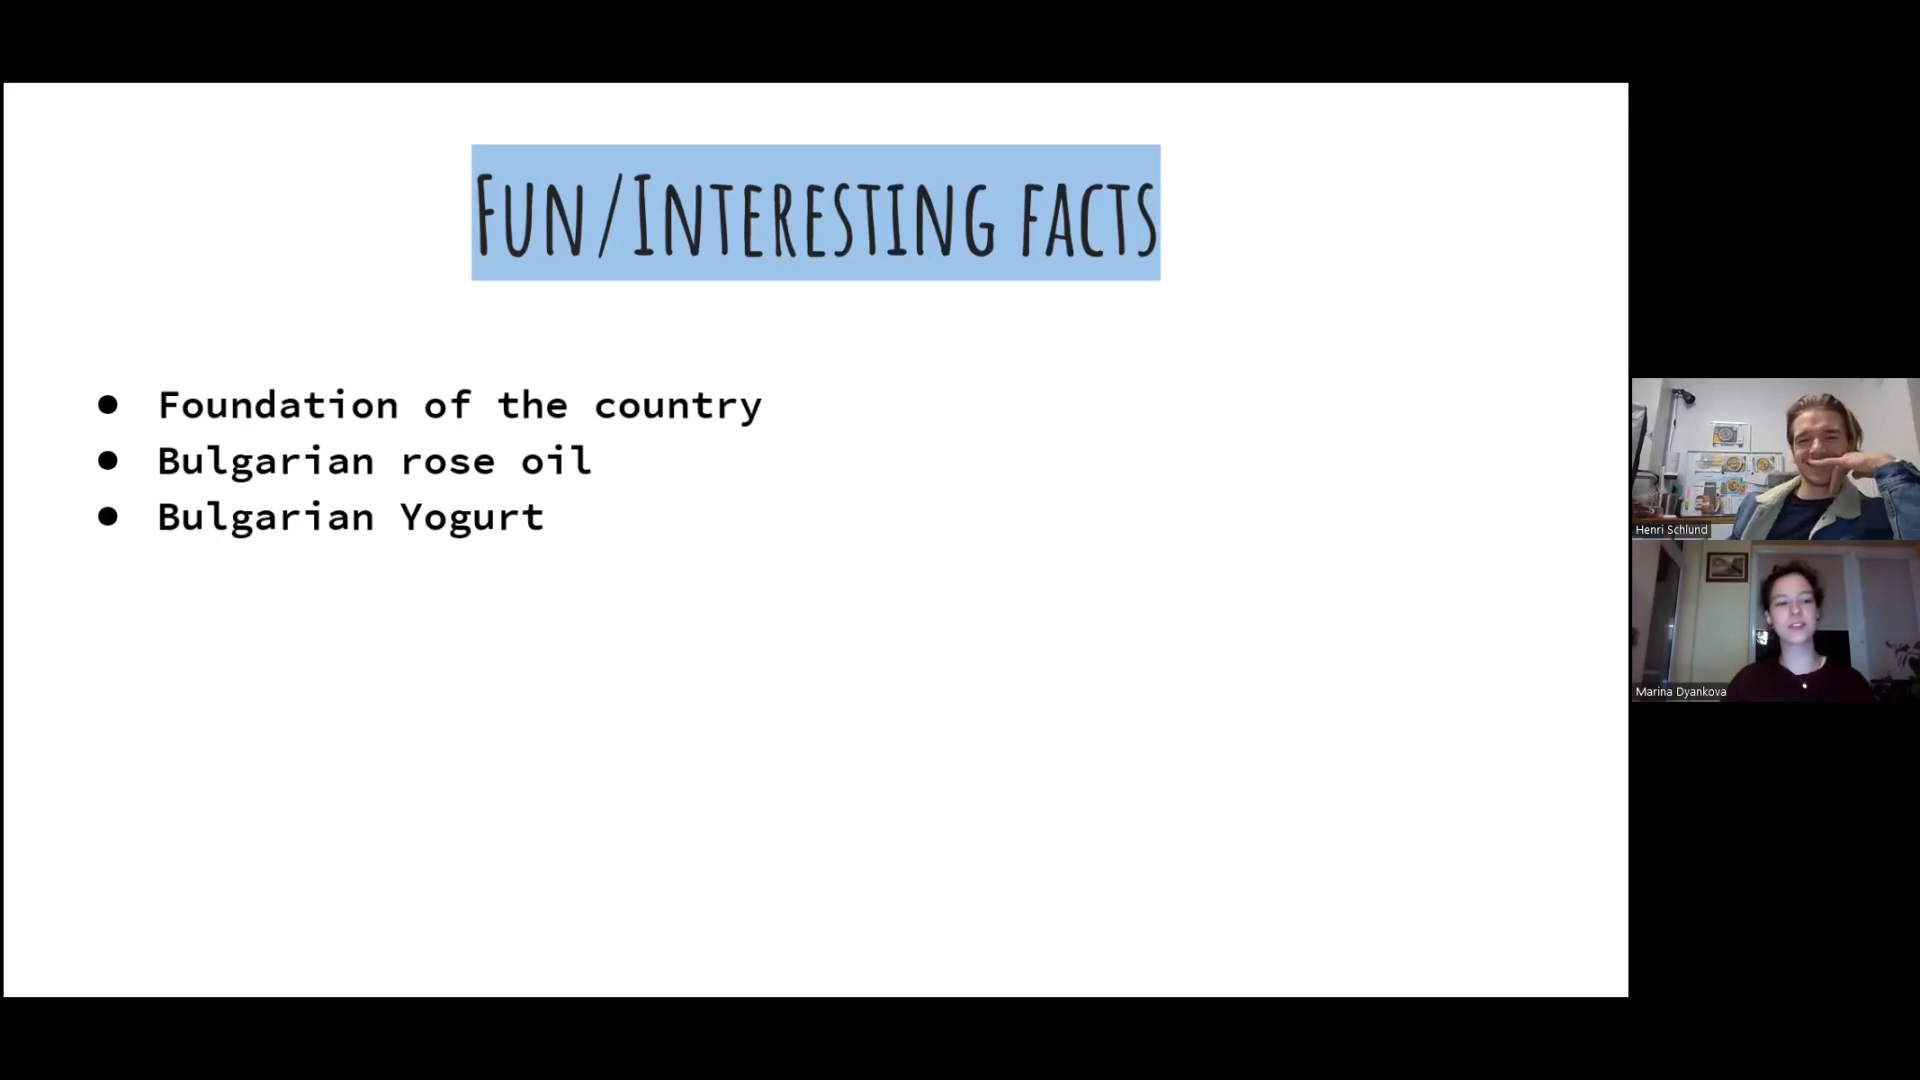 Fun/Interesting facts
● Foundation of the country
● Bulgarian rose oil
● Bulgarian Yogurt
Henri Schlund
Marina Dyankova